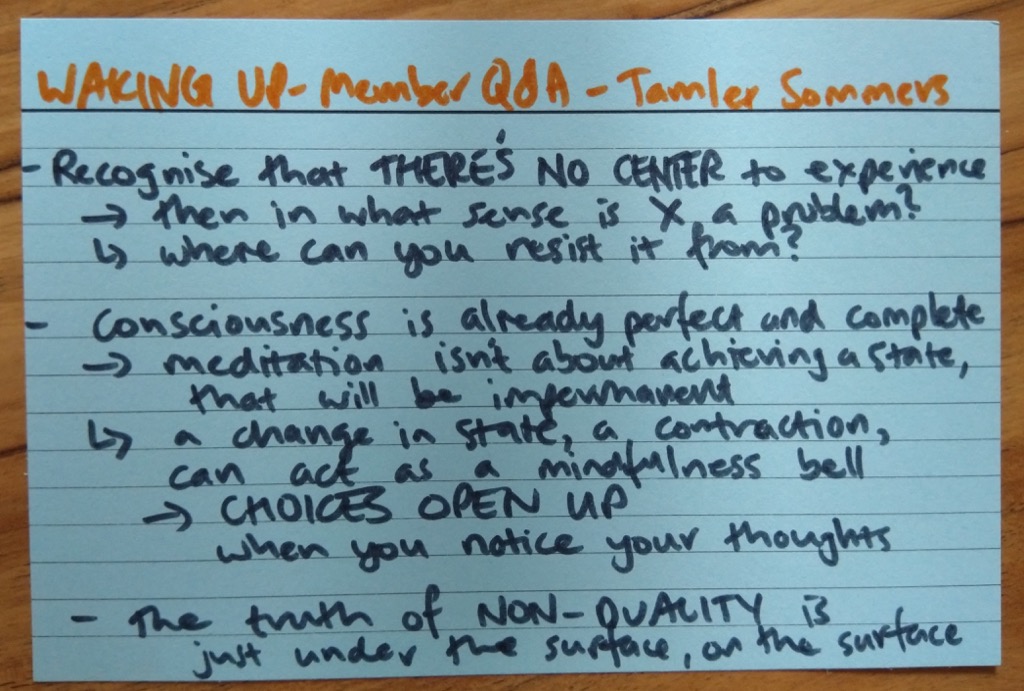 WAKING UP - Member Q&A - Tamler Sommers
- Recognise that THERE'S NO CENTER to experience
→ then in what sense is X a problem?
↳ where can you resist it from?
- Consciousness is already perfect and complete
→ meditation isn't about achieving a state,
that will be impermanent
↳ a change in state, a contraction,
can act as a mindfulness bell
→ CHOICES OPEN UP
when you notice your thoughts
- The truth of NON-DUALITY is
just under the surface, on the surface